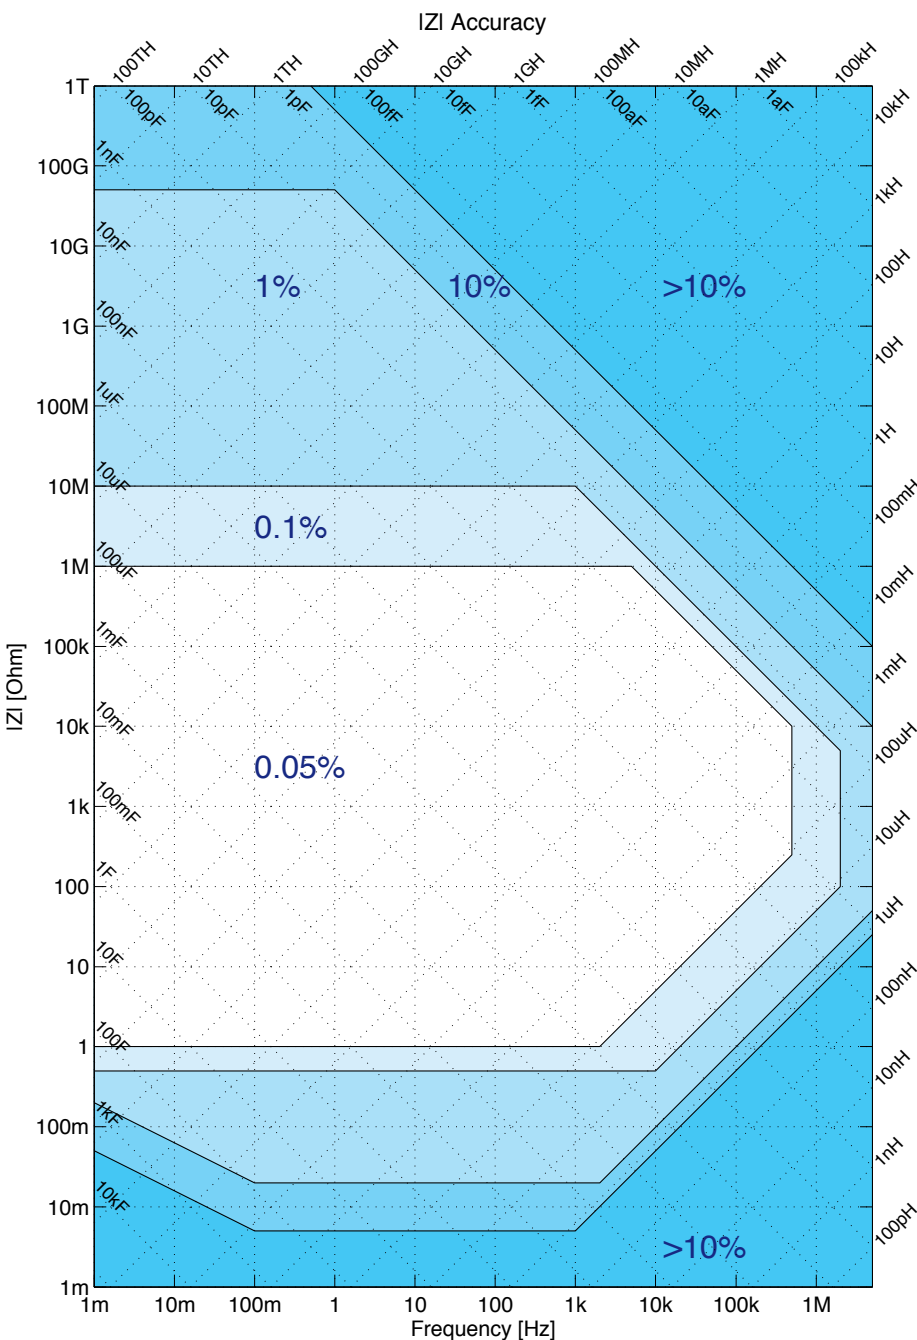 |Z| Accuracy
100TH 10TH 1TH 100GH 10GH 1GH 100MH 10MH 1MH 100kH
1T
100pF 10pF 1pF 100fF 10fF 1fF 100aF 10aF 1aF
10kH
1nF
100G
1kH
10nF
10G
100H
1% 10% >10%
100nF
1G
10H
1uF
100M
1H
10uF
10M
100mH
0.1%
100uF
1M
10mH
1mF
100k
1mH
|Z| [Ohm]
10mF
10k
100uH
0.05%
100mF
1k
10uH
1F
100
1uH
10F
10
100nH
100F
1
10nH
1kF
100m
1nH
10kF
10m
100pH
>10%
1m
1m 10m 100m 1 10 100 1k 10k 100k 1M
Frequency [Hz]